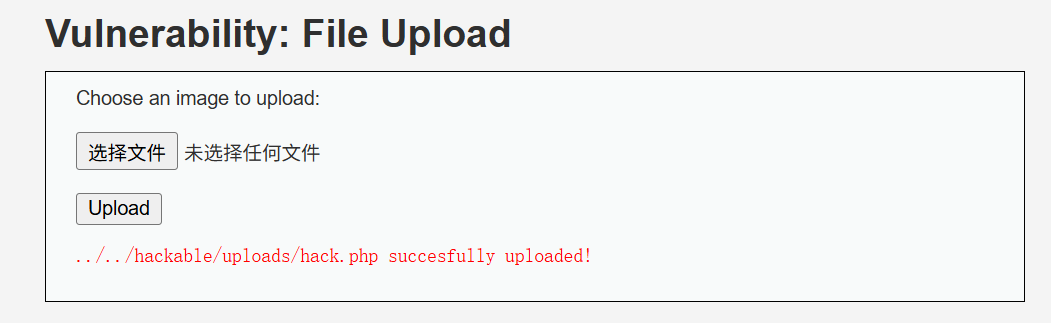 Vulnerability: File Upload
Choose an image to upload:
选择文件 未选择任何文件
Upload
../../hackable/uploads/hack.php succesfully uploaded!